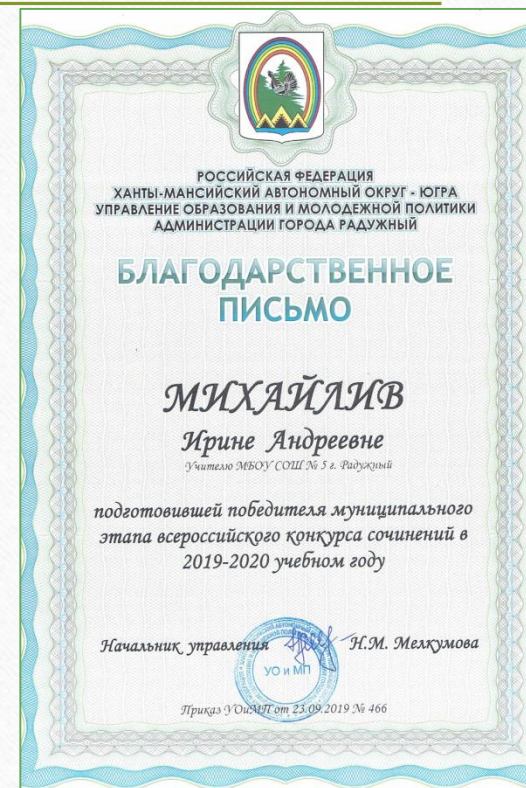 РОССИЙСКАЯ ФЕДЕРАЦИЯ
ХАНТЫ-МАНСИЙСКИЙ АВТОНОМНЫЙ ОКРУГ - ЮГРА
УПРАВЛЕНИЕ ОБРАЗОВАНИЯ И МОЛОДЕЖНОЙ ПОЛИТИКИ
АДМИНИСТРАЦИИ ГОРОДА РАДУЖНЫЙ
БЛАГОДАРСТВЕННОЕ
ПИСЬМО
МИХАЙЛИВ
Ирине Андреевне
Учителю МБОУ СОШ № 5 г. Радужный
подготовившей победителя муниципального
этапа всероссийского конкурса сочинений в
2019-2020 учебном году
Начальник управления Н.М. Мелкумова
УО и МП
Приказ УОиМП от 23.09.2019 № 466